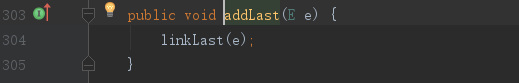 303 public void addLast(E e) {
304 linkLast(e);
305 }